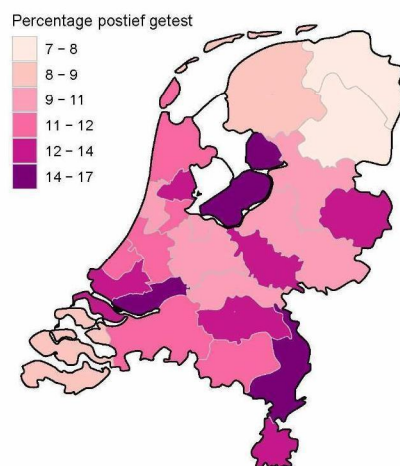 Percentage postief getest
7 – 8
8 – 9
9 – 11
11 – 12
12 – 14
14 – 17